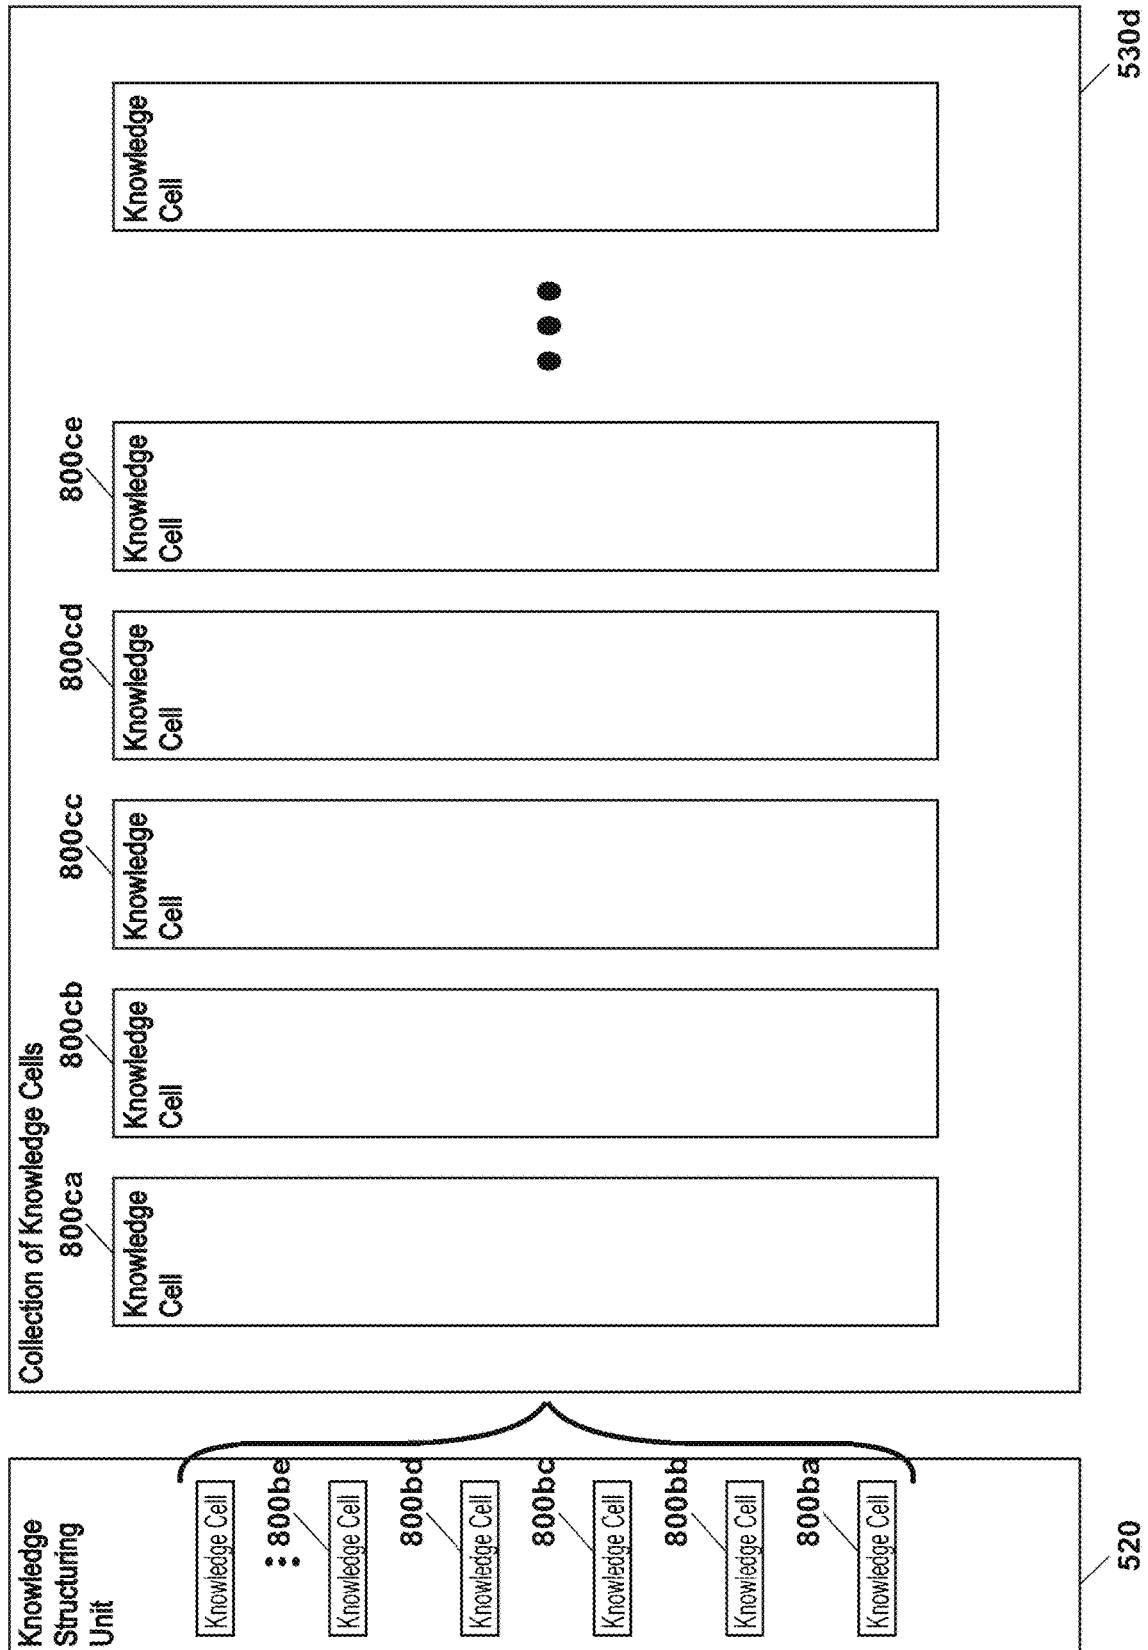 Knowledge
Structuring
Unit
Knowledge Cell
800be
Knowledge Cell
800bd
Knowledge Cell
800bc
Knowledge Cell
800bb
Knowledge Cell
800ba
Knowledge Cell
520
Collection of Knowledge Cells
800ca
Knowledge
Cell
800cb
Knowledge
Cell
800cc
Knowledge
Cell
800cd
Knowledge
Cell
800ce
Knowledge
Cell
Knowledge
Cell
530d